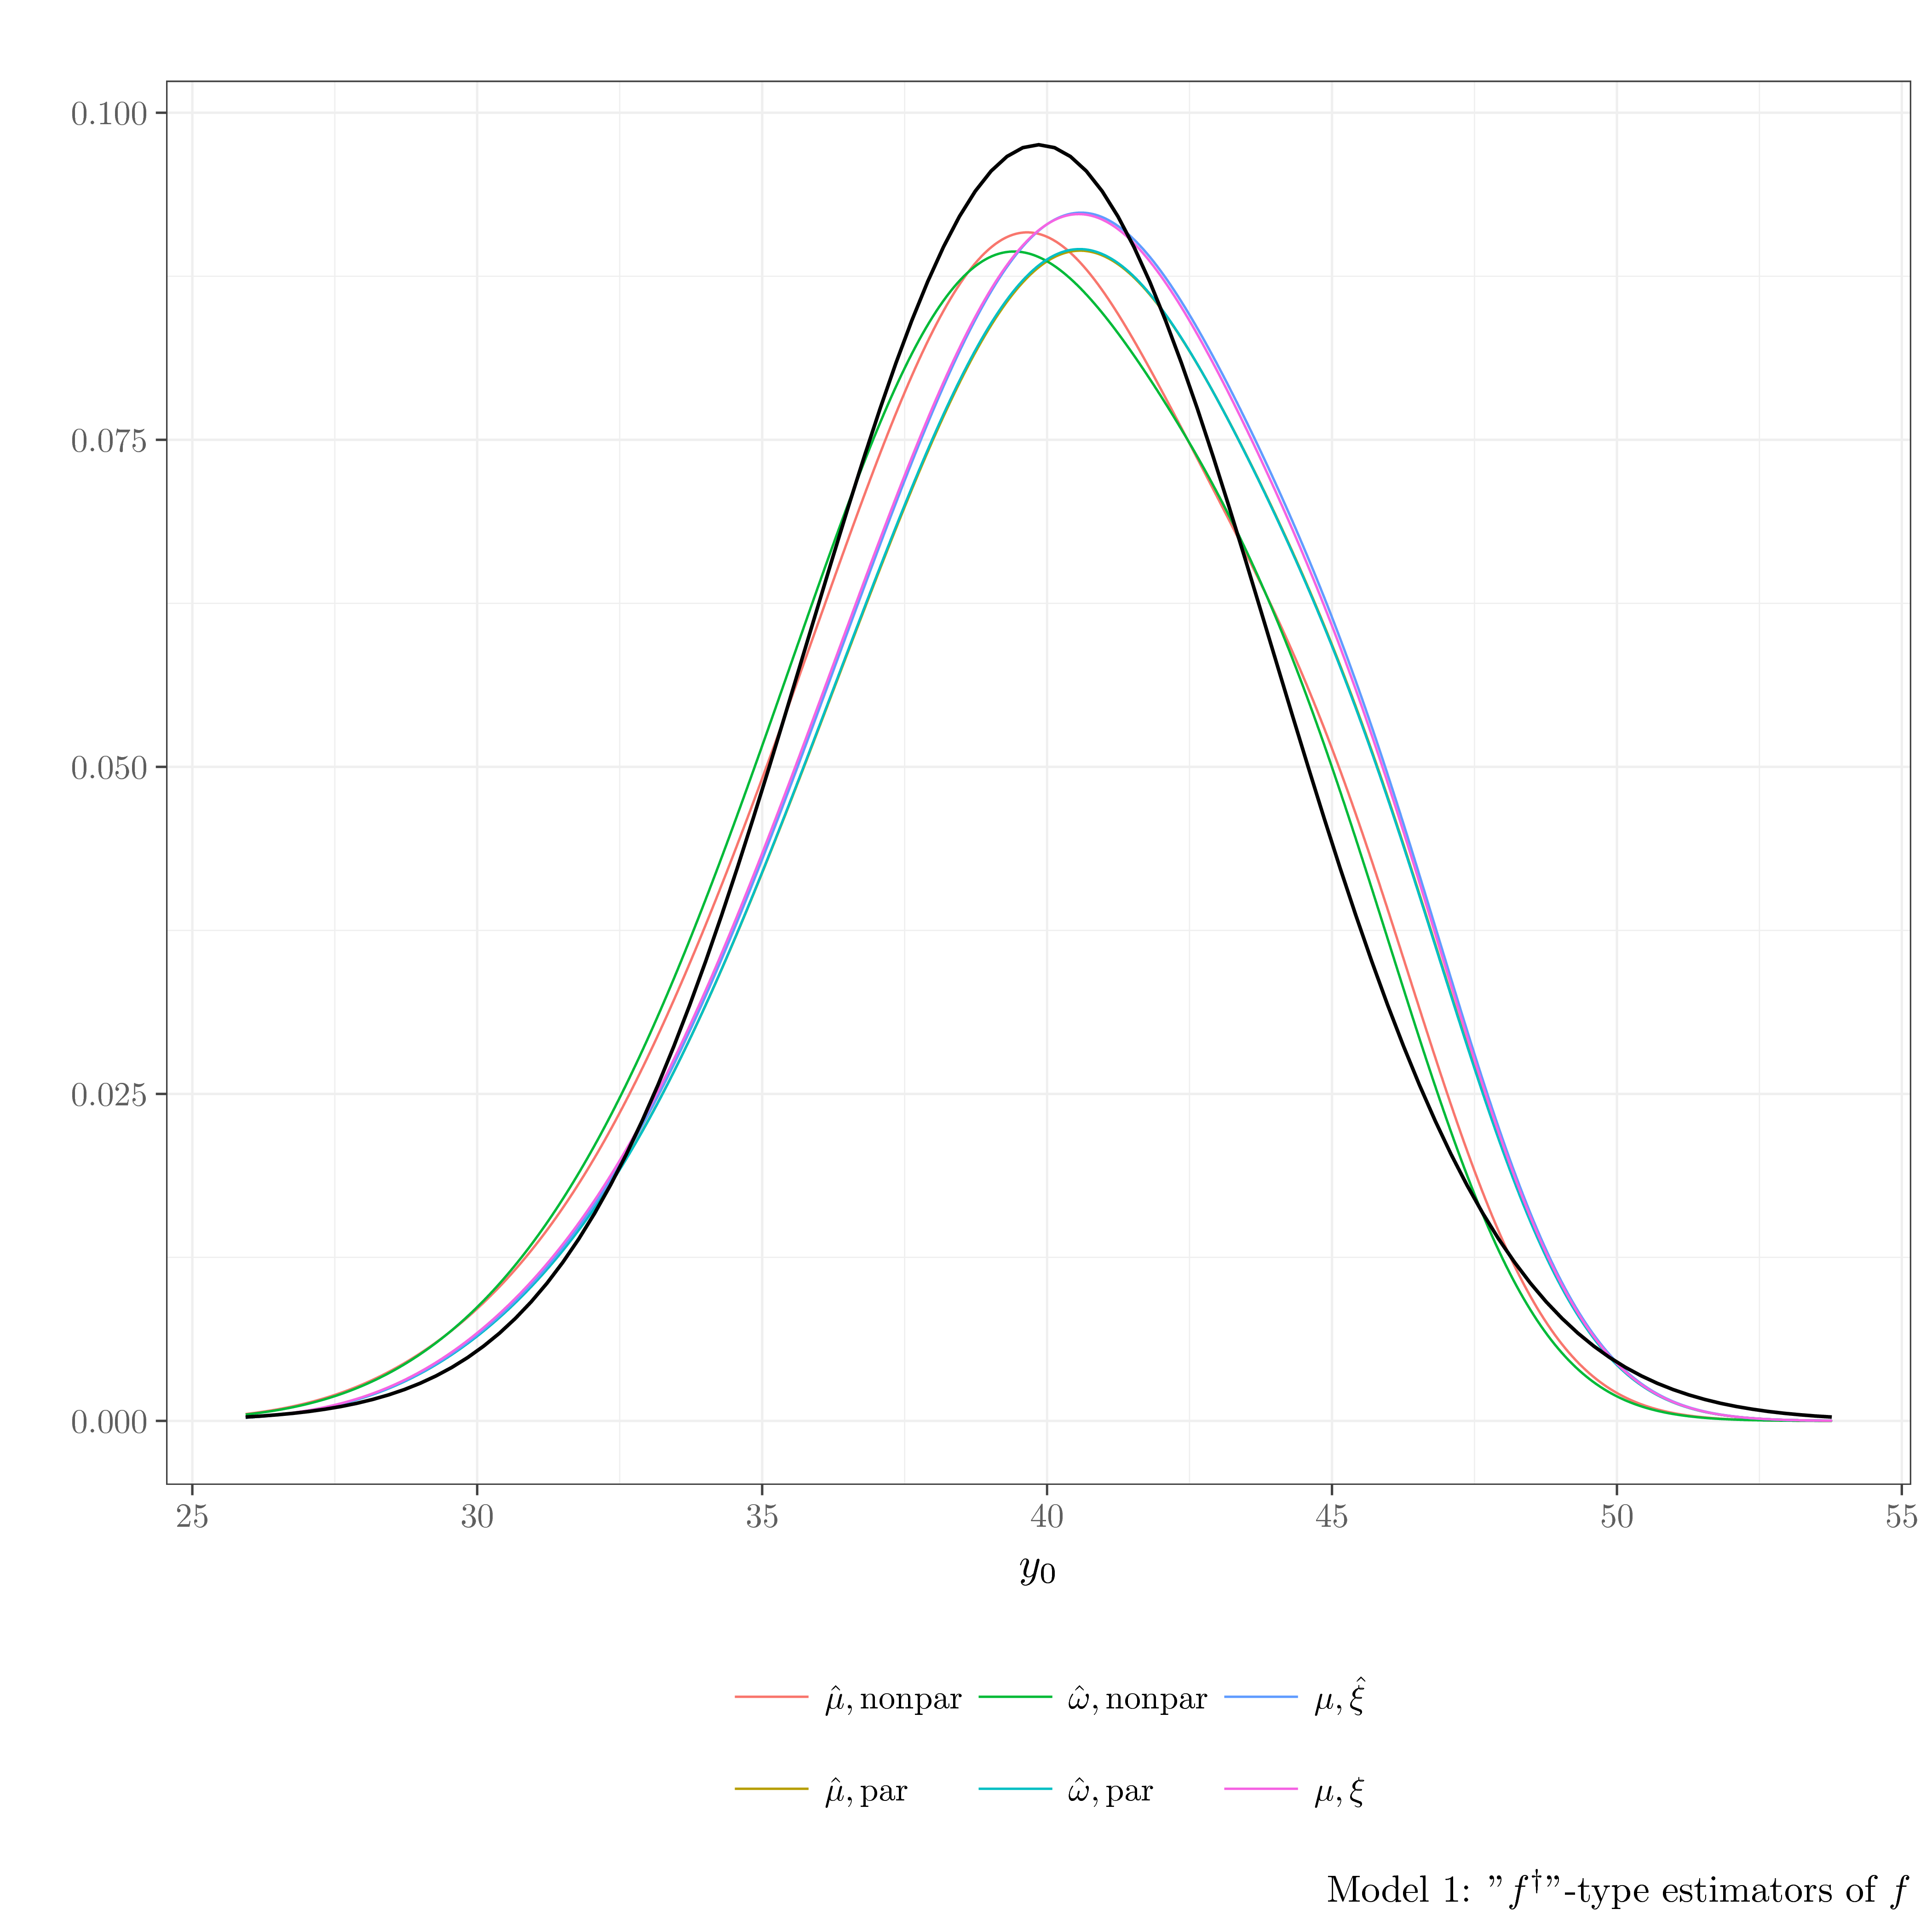 0.100
0.075
0.050
0.025
0.000
25 30 35 40 45 50 55
y₀
μ̂, nonpar ω̂, nonpar μ, ξ̂
μ̂, par ω̂, par μ, ξ
Model 1: ”f†”-type estimators of f